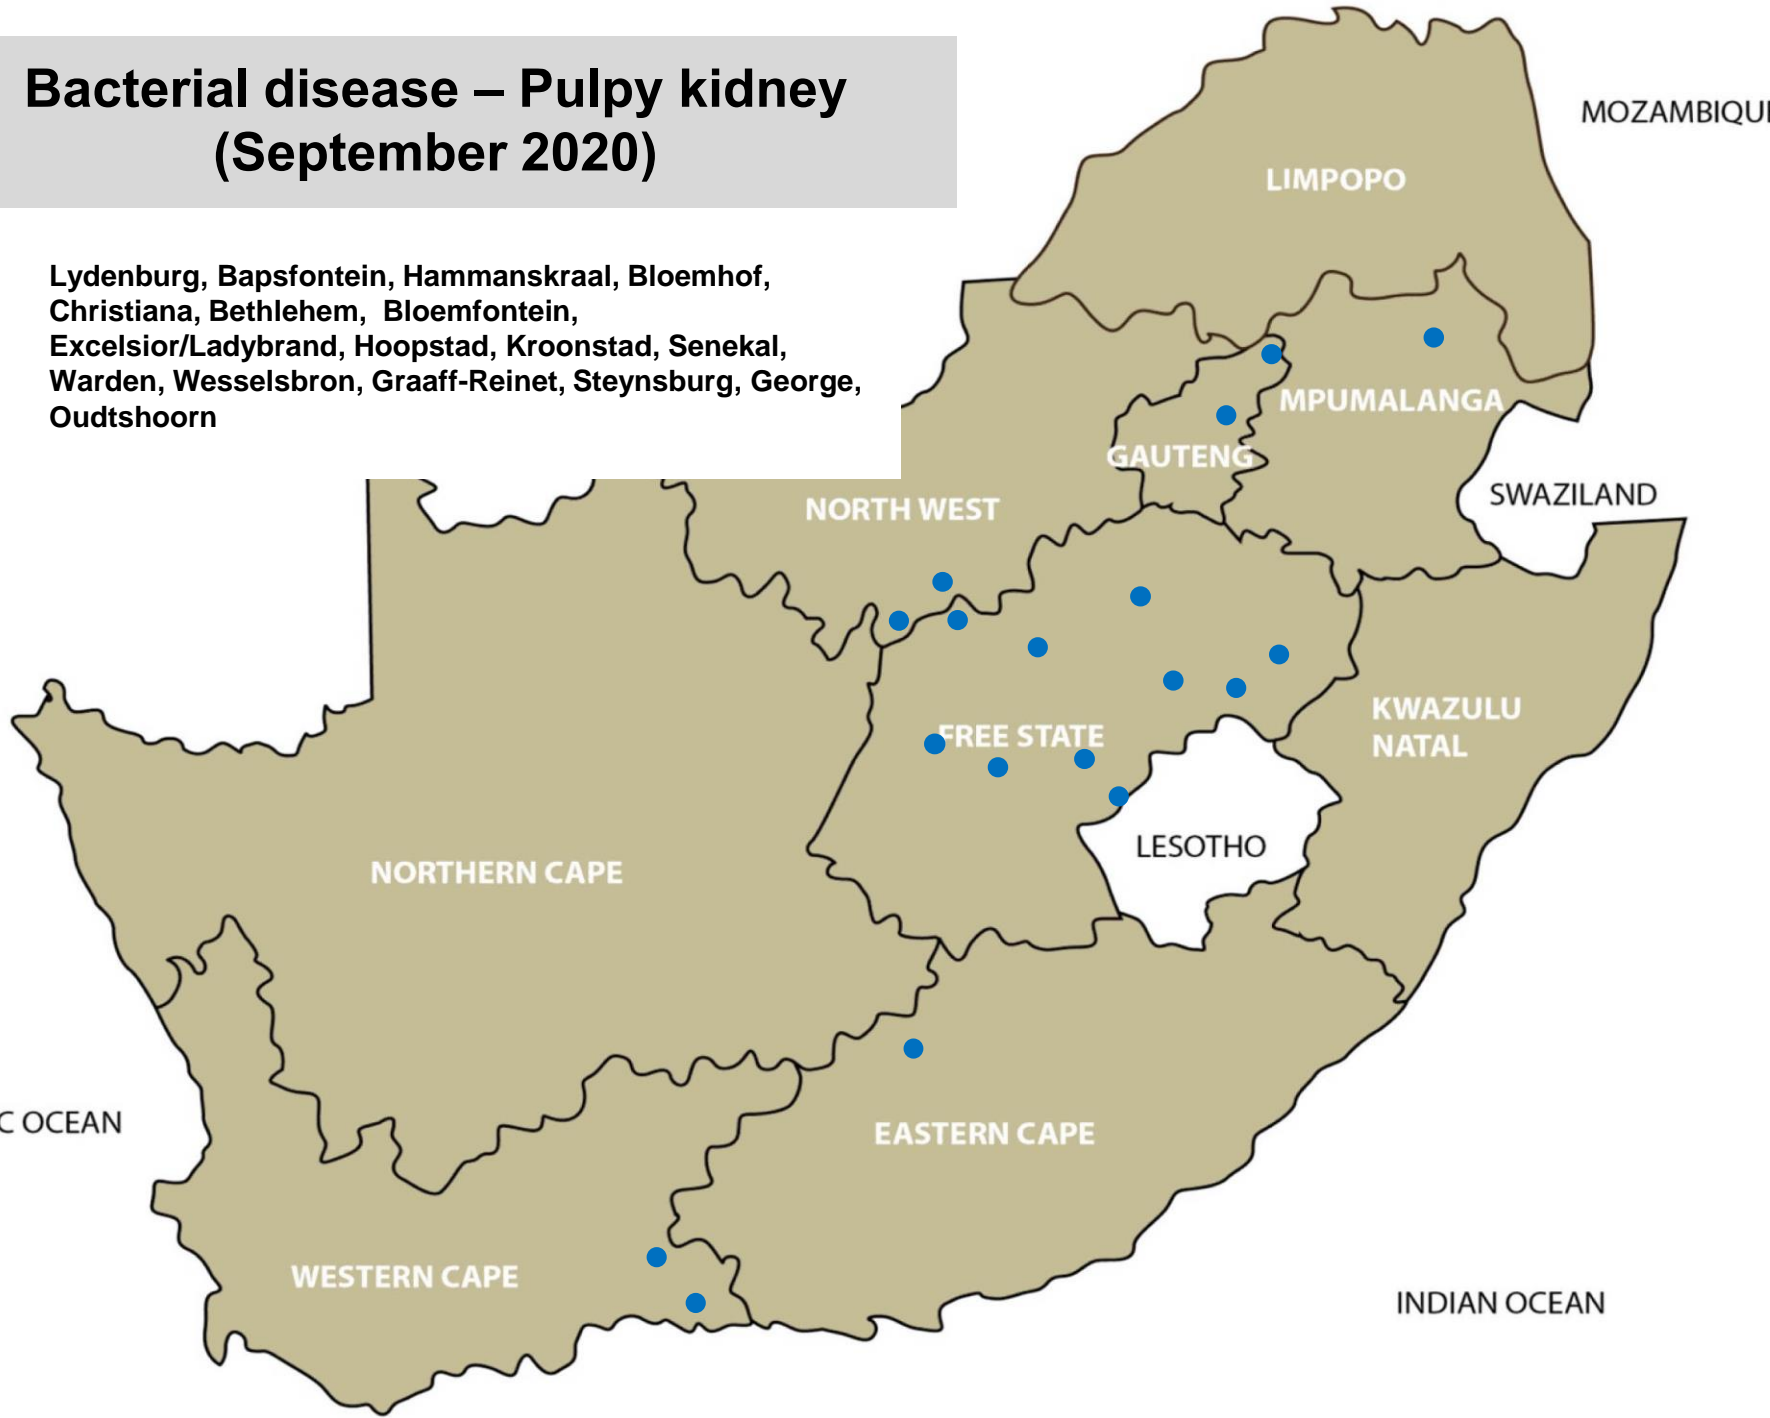 Bacterial disease – Pulpy kidney
(September 2020)
Lydenburg, Bapsfontein, Hammanskraal, Bloemhof,
Christiana, Bethlehem,  Bloemfontein,
Excelsior/Ladybrand, Hoopstad, Kroonstad, Senekal,
Warden, Wesselsbron, Graaff-Reinet, Steynsburg, George,
Oudtshoorn
MOZAMBIQU
LIMPOPO
MPUMALANGA
GAUTENG
SWAZILAND
NORTH WEST
KWAZULU
NATAL
FREE STATE
LESOTHO
NORTHERN CAPE
C OCEAN
EASTERN CAPE
WESTERN CAPE
INDIAN OCEAN